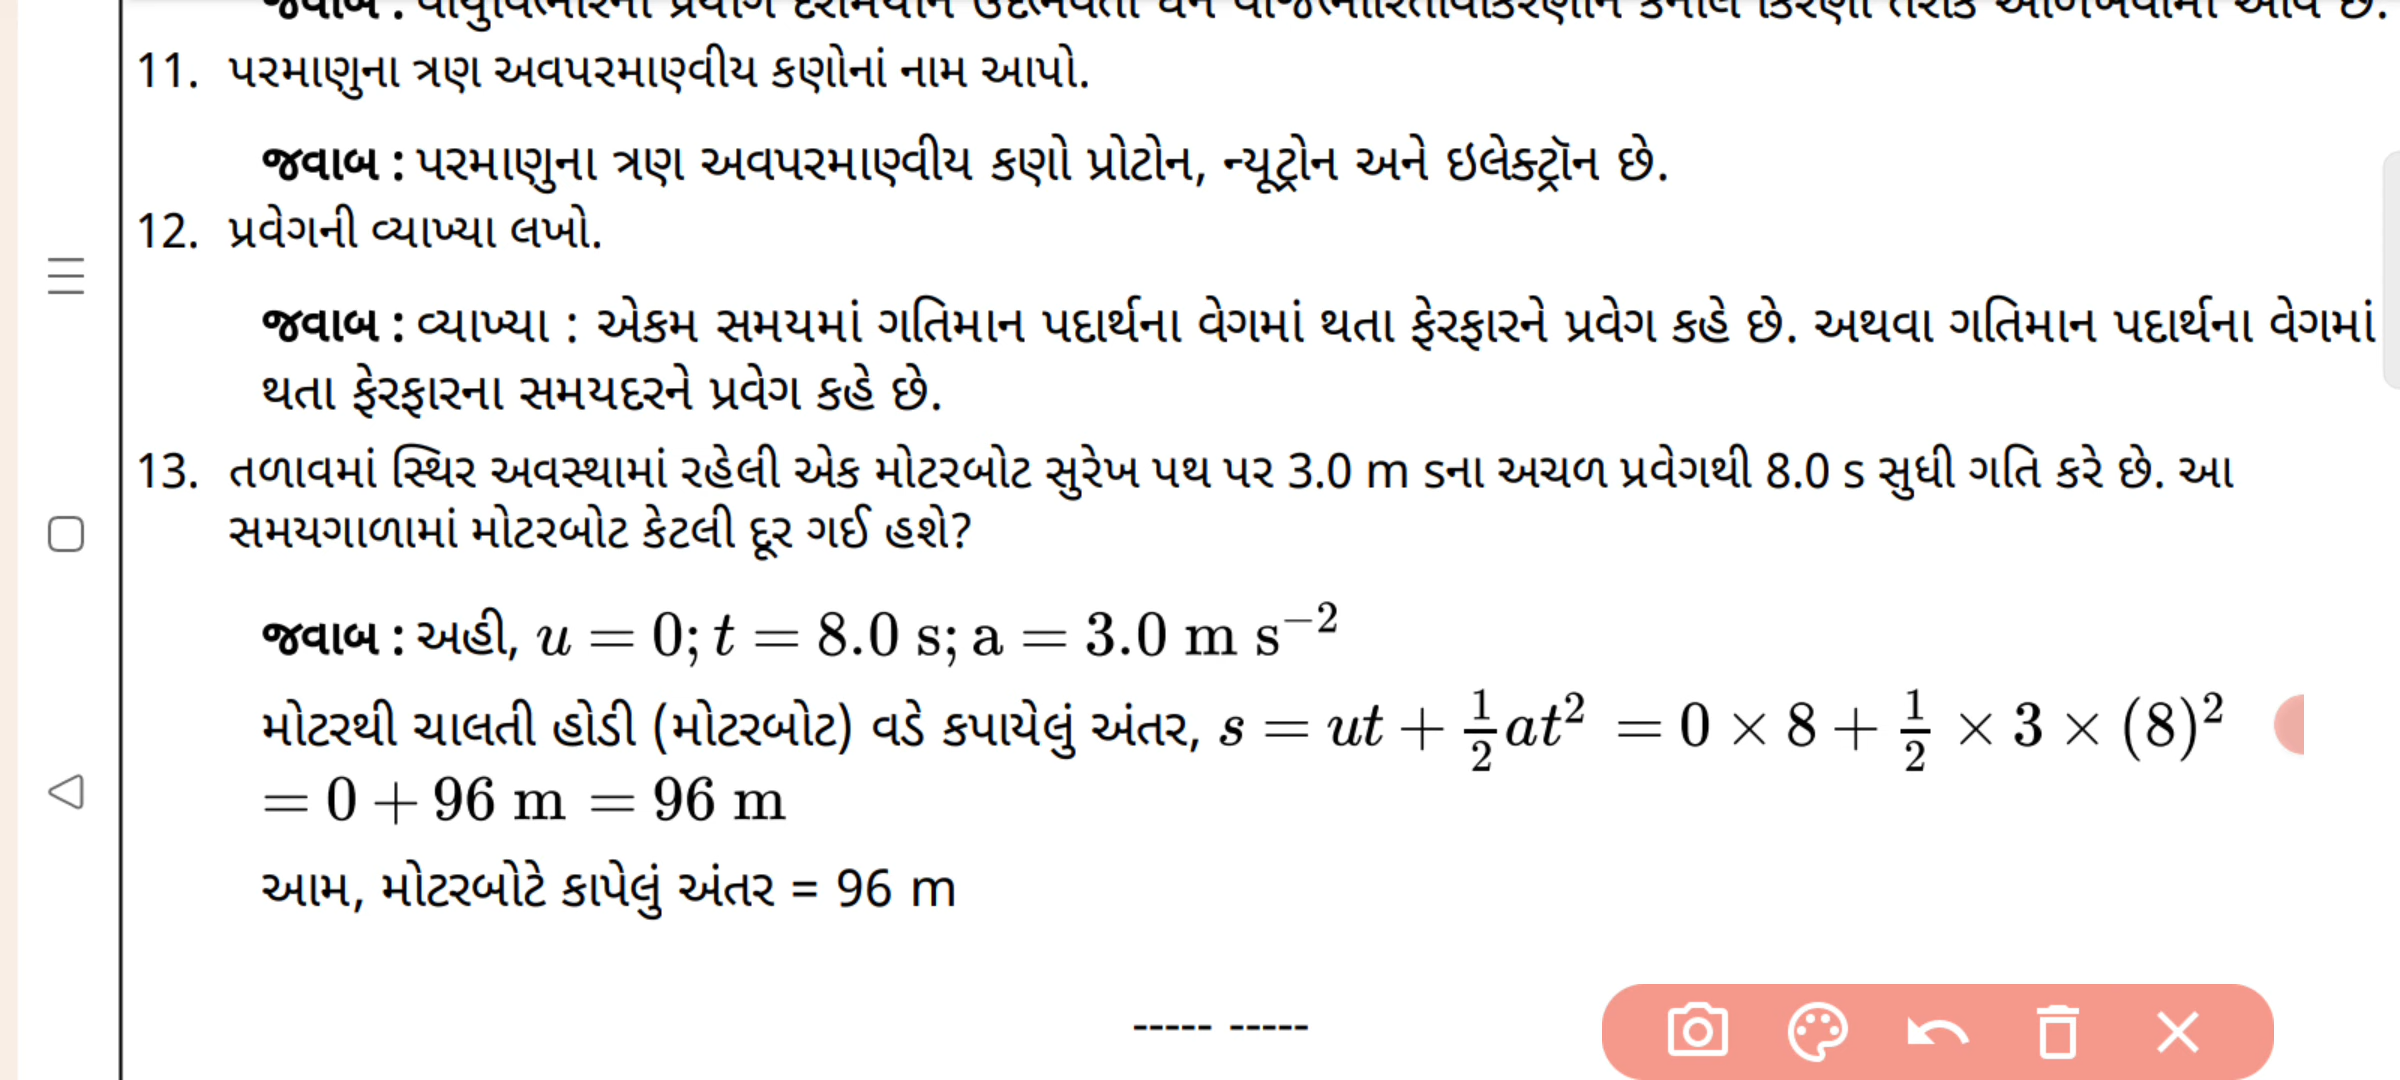 11. પરમાણુના ત્રણ અવપરમાણ્વીય કણોનાં નામ આપો.
જવાબ : પરમાણુના ત્રણ અવપરમાણ્વીય કણો પ્રોટોન, ન્યૂટ્રોન અને ઇલેક્ટ્રૉન છે.
12. પ્રવેગની વ્યાખ્યા લખો.
જવાબ : વ્યાખ્યા : એકમ સમયમાં ગતિમાન પદાર્થના વેગમાં થતા ફેરફારને પ્રવેગ કહે છે. અથવા ગતિમાન પદાર્થના વેગમાં
થતા ફેરફારના સમયદરને પ્રવેગ કહે છે.
13. તળાવમાં સ્થિર અવસ્થામાં રહેલી એક મોટરબોટ સુરેખ પથ પર 3.0 m sના અચળ પ્રવેગથી 8.0 s સુધી ગતિ કરે છે. આ
સમયગાળામાં મોટરબોટ કેટલી દૂર ગઈ હશે?
જવાબ : અહી, u = 0; t = 8.0 s; a = 3.0 m s⁻²
મોટરથી ચાલતી હોડી (મોટરબોટ) વડે કપાયેલું અંતર, s = ut + ½at² = 0 × 8 + ½ × 3 × (8)²
= 0 + 96 m = 96 m
આમ, મોટરબોટે કાપેલું અંતર = 96 m
----- -----